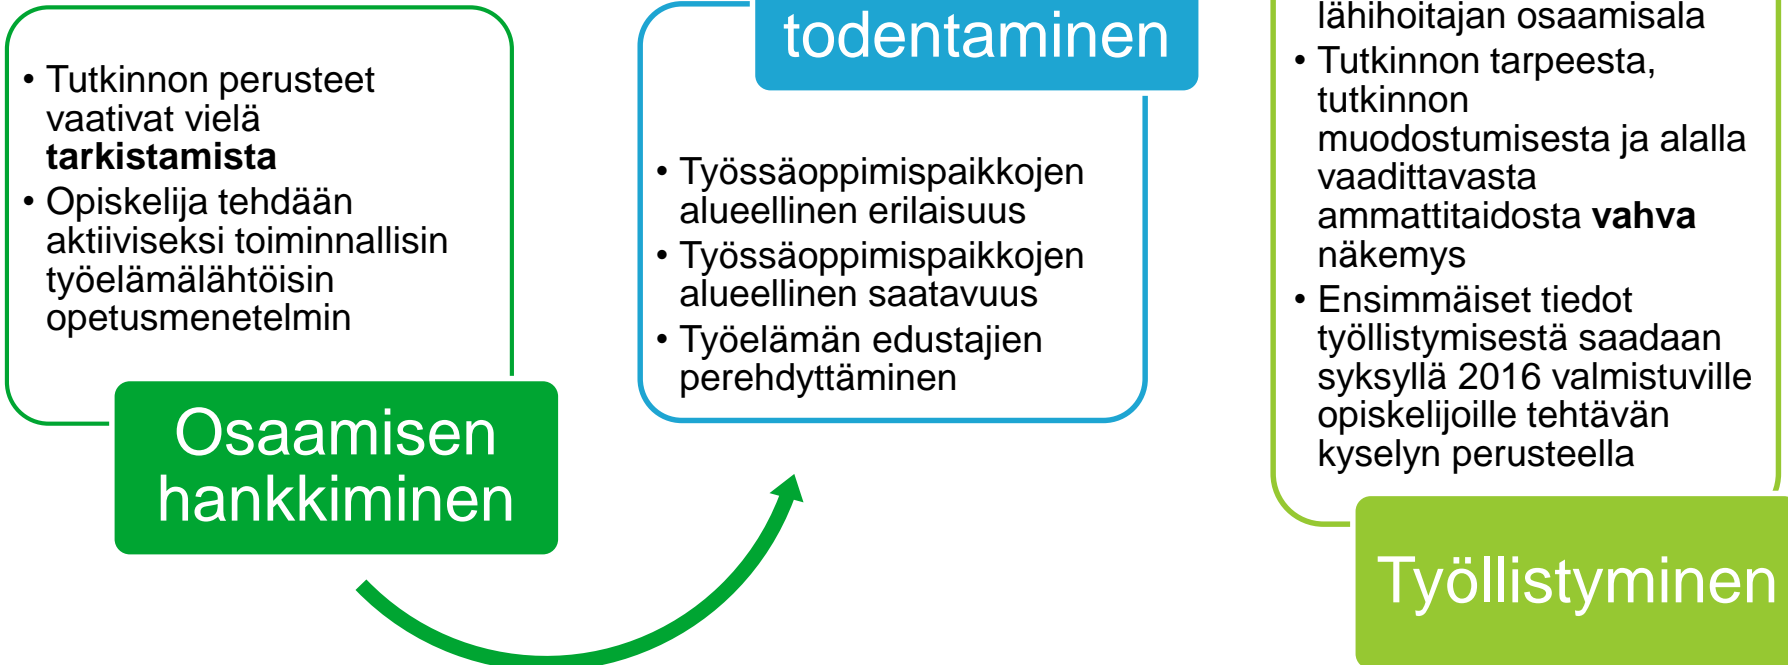 • Tutkinnon perusteet
vaativat vielä
tarkistamista
• Opiskelija tehdään
aktiiviseksi toiminnallisin
työelämälähtöisin
opetusmenetelmin
Osaamisen
hankkiminen
todentaminen
• Työssäoppimispaikkojen
alueellinen erilaisuus
• Työssäoppimispaikkojen
alueellinen saatavuus
• Työelämän edustajien
perehdyttäminen
lähihoitajan osaamisala
• Tutkinnon tarpeesta,
tutkinnon
muodostumisesta ja alalla
vaadittavasta
ammattitaidosta vahva
näkemys
• Ensimmäiset tiedot
työllistymisestä saadaan
syksyllä 2016 valmistuville
opiskelijoille tehtävän
kyselyn perusteella
Työllistyminen